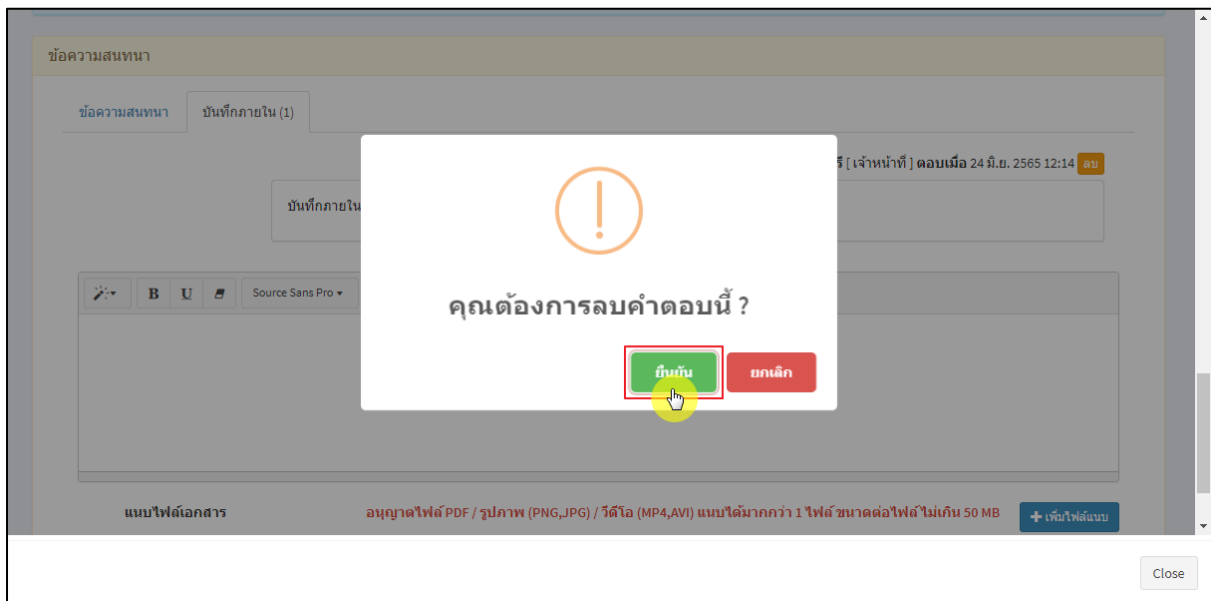 ข้อความสนทนา
ข้อความสนทนา บันทึกภายใน (1)
[ เจ้าหน้าที่ ] ตอบเมื่อ 24 มิ.ย. 2565 12:14 ลบ
บันทึกภายใน
B U Source Sans Pro
คุณต้องการลบคำตอบนี้ ?
ยืนยัน ยกเลิก
แนบไฟล์เอกสาร อนุญาตไฟล์ PDF / รูปภาพ (PNG,JPG) / วีดีโอ (MP4,AVI) แนบได้มากกว่า 1 ไฟล์ ขนาดต่อไฟล์ ไม่เกิน 50 MB เพิ่มไฟล์แนบ
Close